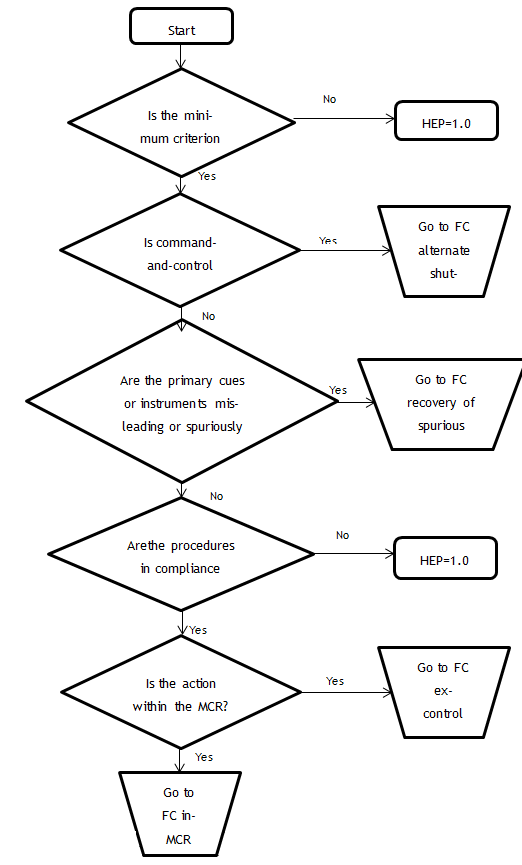 Start
Is the mini-
mum criterion
No
HEP=1.0
Yes
Is command-
and-control
Yes
Go to FC
alternate
shut-
No
Are the primary cues
or instruments mis-
leading or spuriously
Yes
Go to FC
recovery of
spurious
No
Arethe procedures
in compliance
No
HEP=1.0
Yes
Is the action
within the MCR?
Yes
Go to FC
ex-
control
Yes
Go to
FC in-
MCR